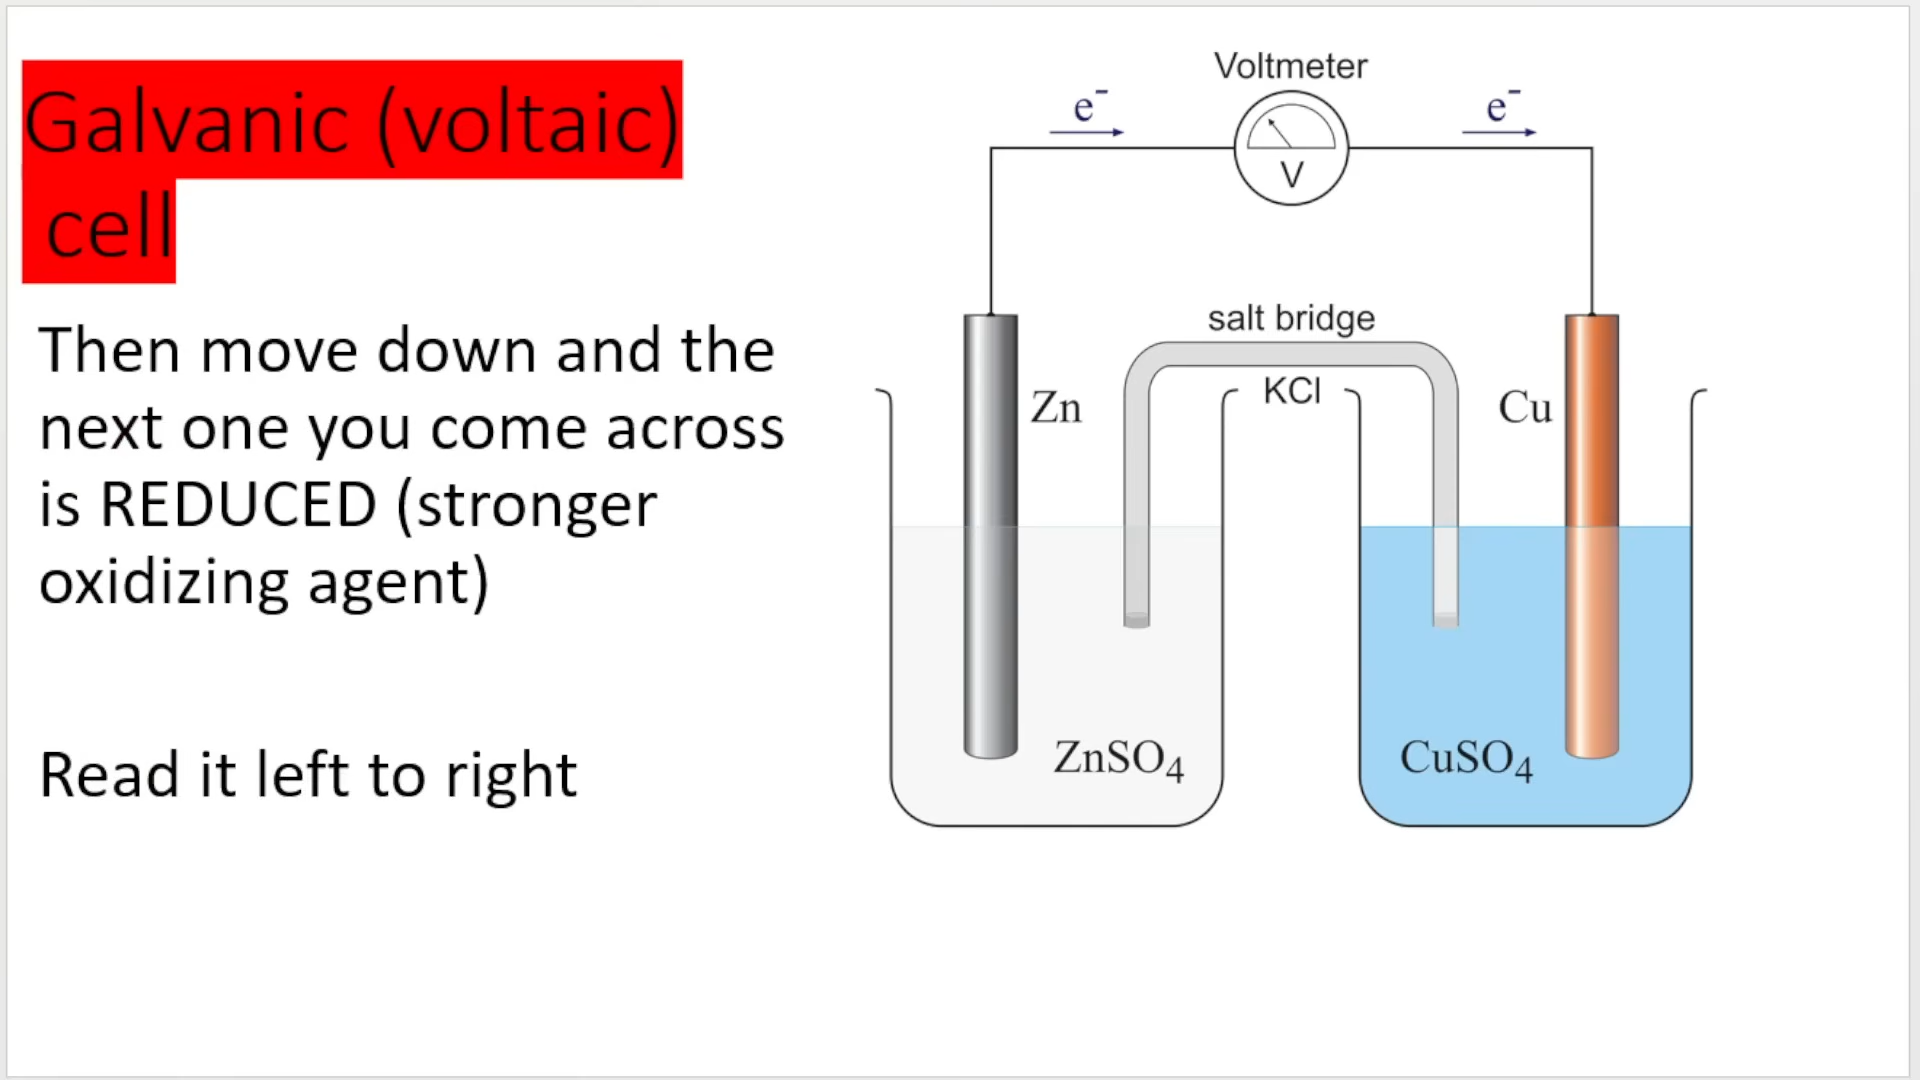 Galvanic (voltaic)
cell
Then move down and the
next one you come across
is REDUCED (stronger
oxidizing agent)
Read it left to right
Voltmeter
e⁻
e⁻
V
salt bridge
KCl
Zn
Cu
ZnSO₄
CuSO₄